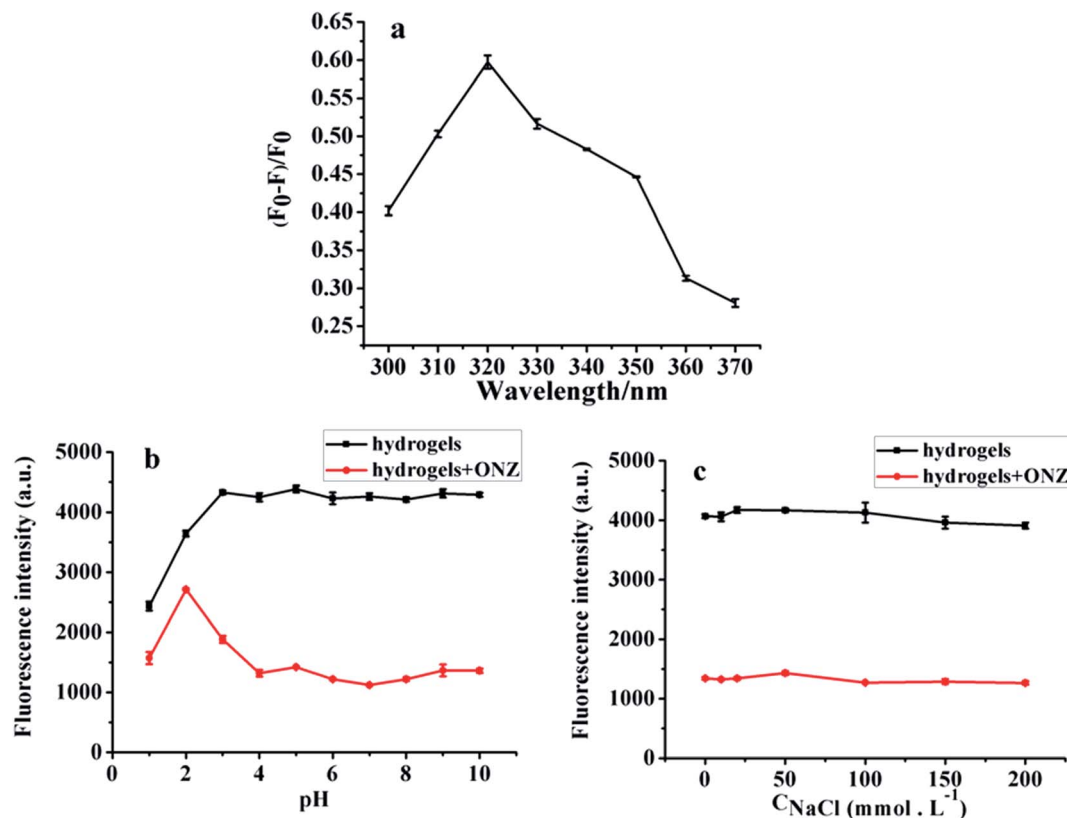 a
0.65
0.60
0.55
0.50
0.45
0.40
0.35
0.30
0.25
(F0-F)/F0
300 310 320 330 340 350 360 370
Wavelength/nm
b
hydrogels
hydrogels+ONZ
5000
4000
3000
2000
1000
0
Fluorescence intensity (a.u.)
0 2 4 6 8 10
pH
c
hydrogels
hydrogels+ONZ
5000
4000
3000
2000
1000
0
Fluorescence intensity (a.u.)
0 50 100 150 200
CNaCl (mmol . L-1)